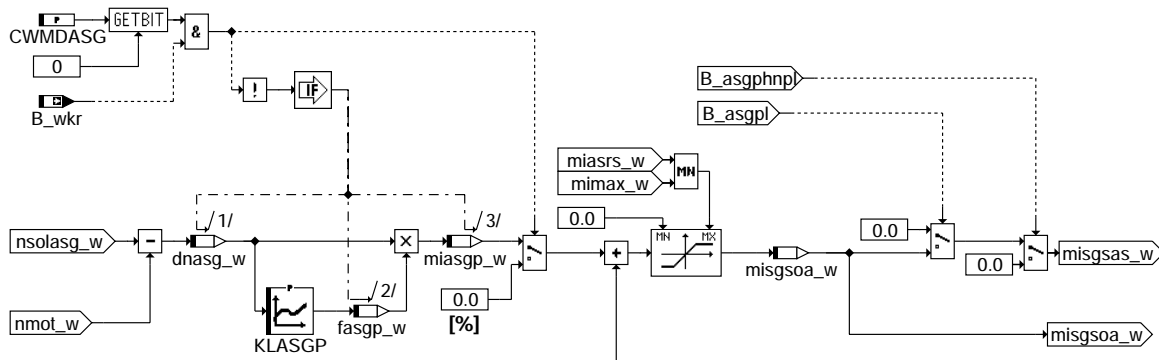 P
CWMDASG
GETBIT
0
&
B_wkr
!
IF
B_asgphnpl
B_asgpl
miasrs_w
mimax_w
MN
nsolasg_w
-
/1/
dnasg_w
x
/3/
miasgp_w
0.0
[%]
P
KLASGP
/2/
fasgp_w
nmot_w
0.0
+
MN
MX
misgsoa_w
0.0
0.0
misgsas_w
misgsoa_w